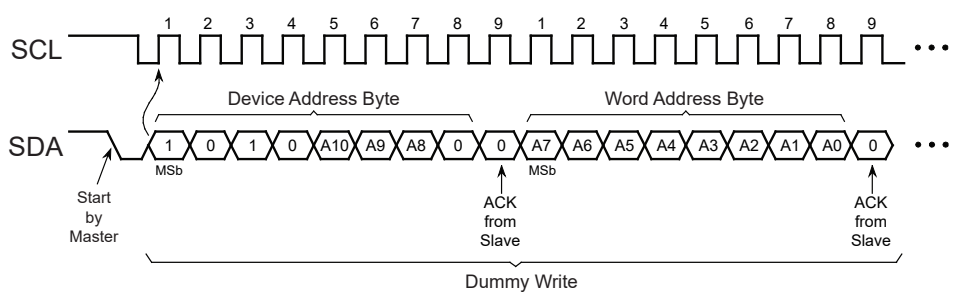 1 2 3 4 5 6 7 8 9 1 2 3 4 5 6 7 8 9
SCL
Device Address Byte Word Address Byte
SDA 1 0 1 0 A10 A9 A8 0 0 A7 A6 A5 A4 A3 A2 A1 A0 0
MSb MSb
Start
by
Master
ACK
from
Slave
ACK
from
Slave
Dummy Write